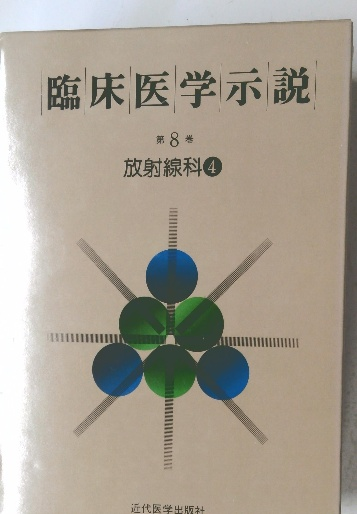 臨床医学示説
第8巻
放射線科❹
近代医学出版社